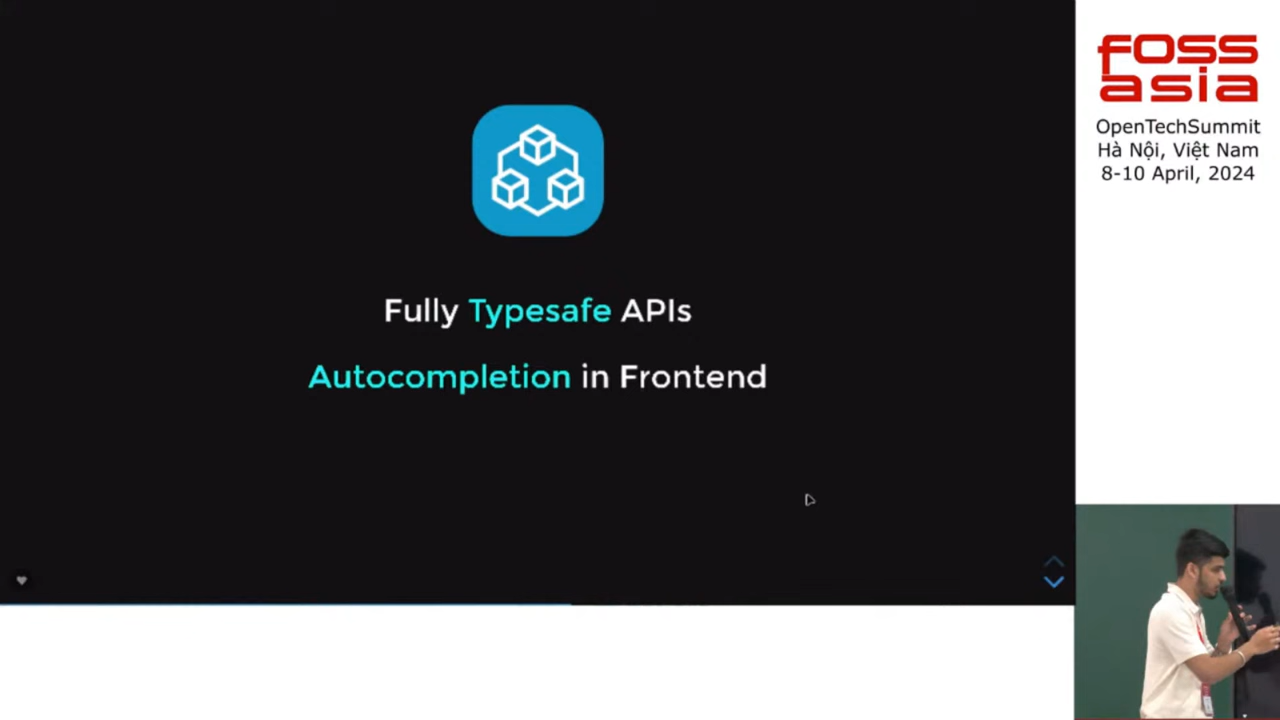 Fully Typesafe APIs
Autocompletion in Frontend
FOSS
asia
OpenTechSummit
Hà Nội, Việt Nam
8-10 April, 2024